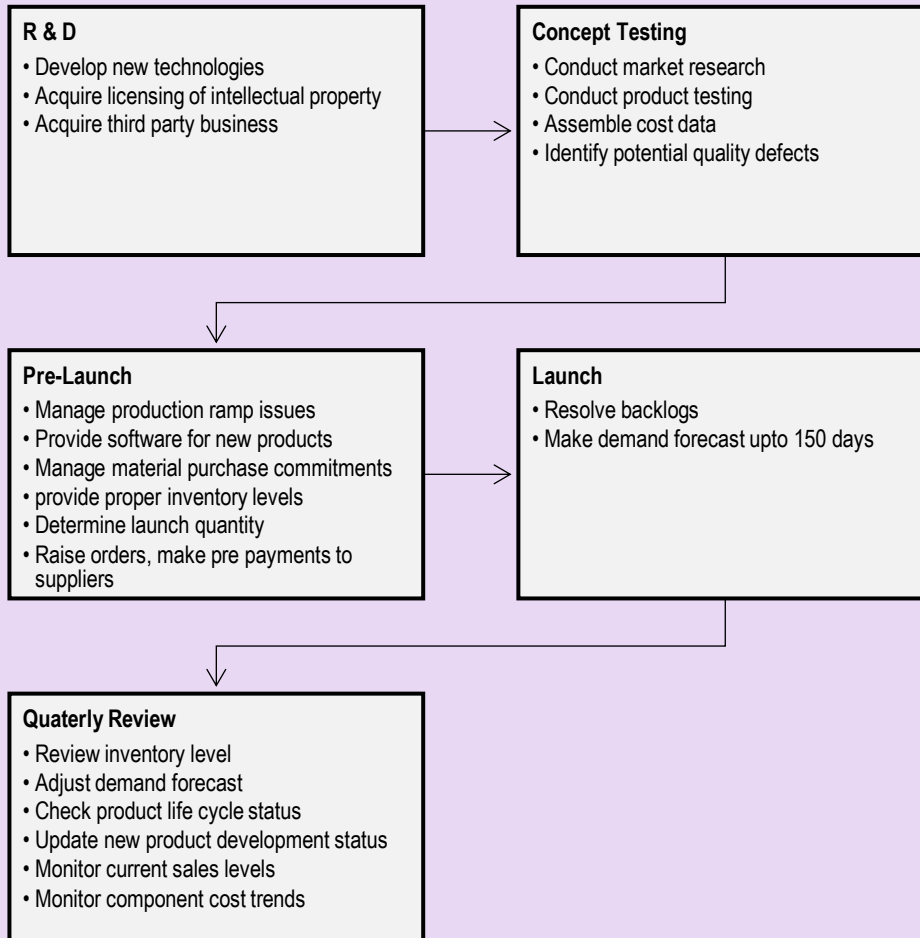 R & D
• Develop new technologies
• Acquire licensing of intellectual property
• Acquire third party business
Concept Testing
• Conduct market research
• Conduct product testing
• Assemble cost data
• Identify potential quality defects
Pre-Launch
• Manage production ramp issues
• Provide software for new products
• Manage material purchase commitments
• provide proper inventory levels
• Determine launch quantity
• Raise orders, make pre payments to
suppliers
Launch
• Resolve backlogs
• Make demand forecast upto 150 days
Quaterly Review
• Review inventory level
• Adjust demand forecast
• Check product life cycle status
• Update new product development status
• Monitor current sales levels
• Monitor component cost trends